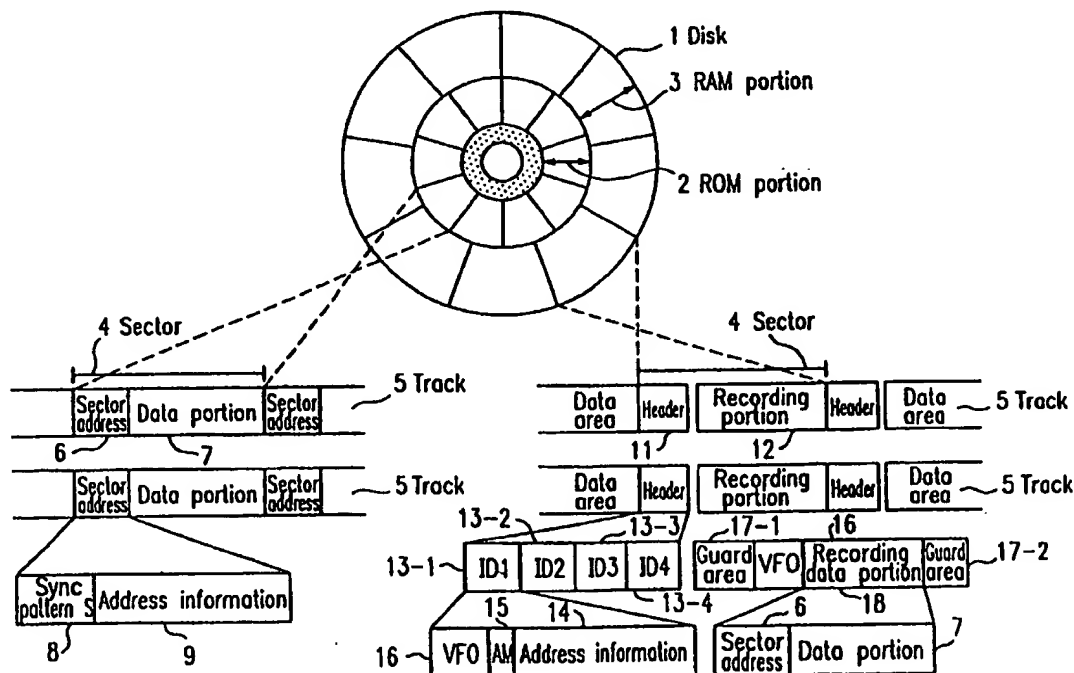 1 Disk
3 RAM portion
2 ROM portion
4 Sector
4 Sector
Sector address
Data portion
Sector address
5 Track
Data area
Header
Recording portion
Header
Data area
5 Track
6
7
11
12
Sector address
Data portion
Sector address
5 Track
Data area
Header
Recording portion
Header
Data area
5 Track
13-2
13-3
17-1
16
13-1
ID1
ID2
ID3
ID4
Guard area
VFO
Recording data portion
Guard area
17-2
Sync pattern S
Address information
15
14
13-4
6
18
7
8
9
16
VFO
AM
Address information
Sector address
Data portion